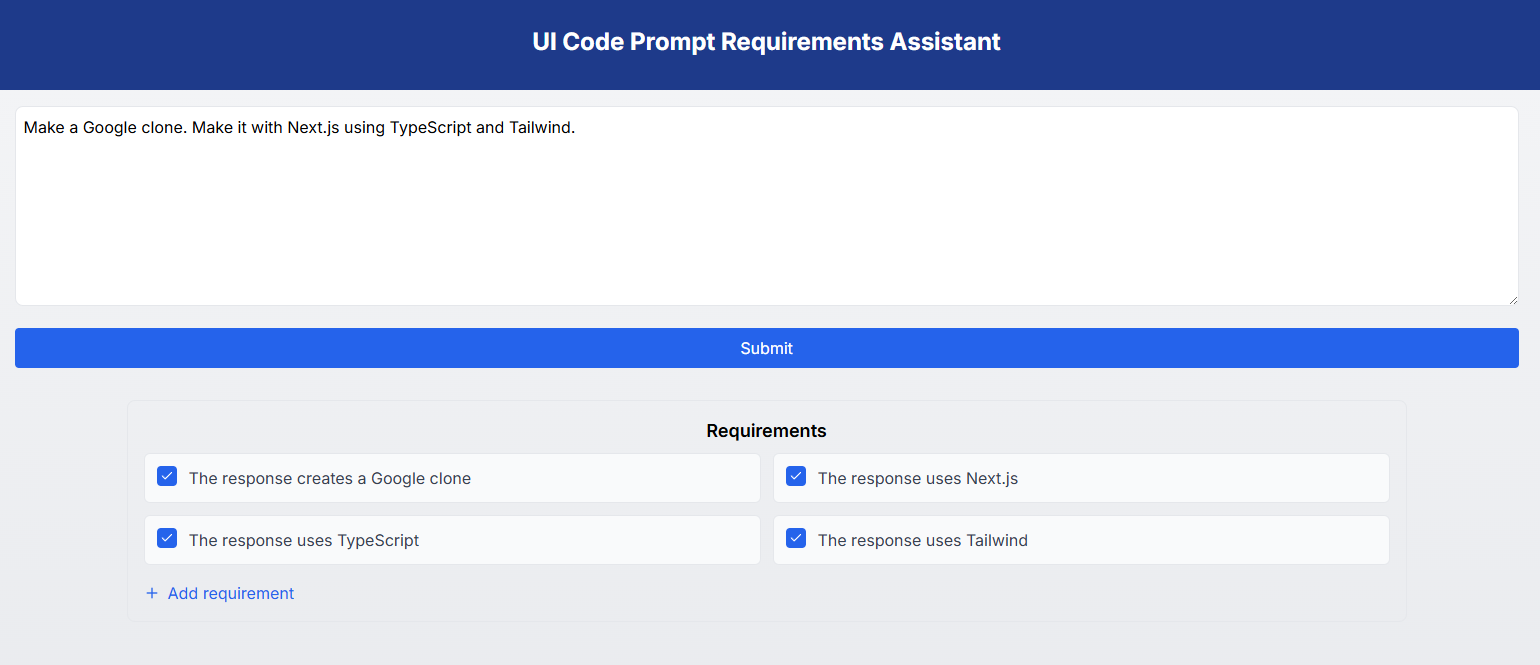 UI Code Prompt Requirements Assistant
Make a Google clone. Make it with Next.js using TypeScript and Tailwind.
Submit
Requirements
The response creates a Google clone
The response uses Next.js
The response uses TypeScript
The response uses Tailwind
+ Add requirement